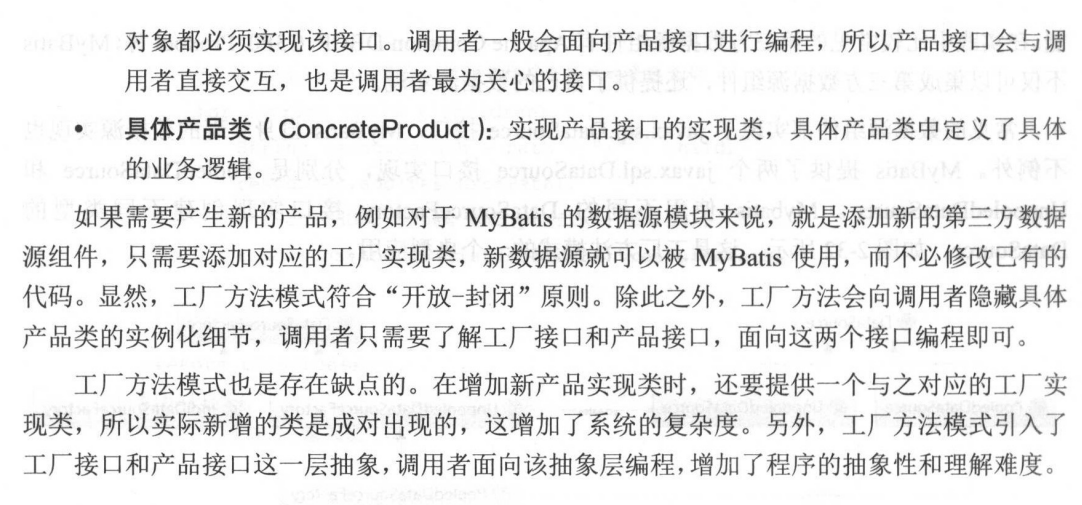 对象都必须实现该接口。调用者一般会面向产品接口进行编程，所以产品接口会与调
用者直接交互，也是调用者最为关心的接口。
• 具体产品类（ConcreteProduct）：实现产品接口的实现类，具体产品类中定义了具体
的业务逻辑。
如果需要产生新的产品，例如对于 MyBatis 的数据源模块来说，就是添加新的第三方数据
源组件，只需要添加对应的工厂实现类，新数据源就可以被 MyBatis 使用，而不必修改已有的
代码。显然，工厂方法模式符合“开放-封闭”原则。除此之外，工厂方法会向调用者隐藏具体
产品类的实例化细节，调用者只需要了解工厂接口和产品接口，面向这两个接口编程即可。
工厂方法模式也是存在缺点的。在增加新产品实现类时，还要提供一个与之对应的工厂实
现类，所以实际新增的类是成对出现的，这增加了系统的复杂度。另外，工厂方法模式引入了
工厂接口和产品接口这一层抽象，调用者面向该抽象层编程，增加了程序的抽象性和理解难度。